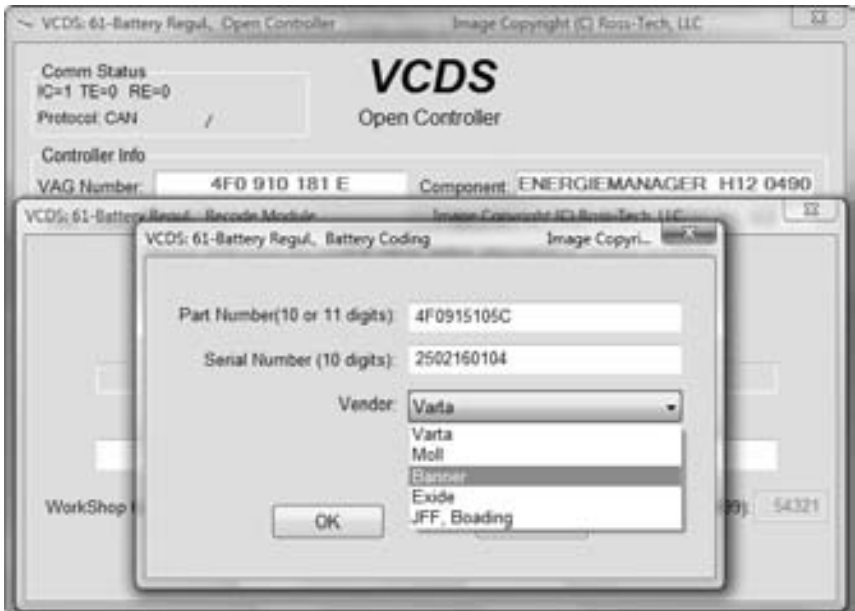 VCDS: 61-Battery Regul, Open Controller Image Copyright (C) Ross-Tech, LLC
Comm Status
IC=1 TE=0 RE=0
Protocol: CAN /
VCDS
Open Controller
Controller Info
VAG Number: 4F0 910 181 E Component: ENERGIEMANAGER H12 0490
VCDS: 61-Battery Regul, Recode Module Image Copyright (C) Ross-Tech, LLC
VCDS: 61-Battery Regul, Battery Coding Image Copyri...
Part Number(10 or 11 digits): 4F0915105C
Serial Number (10 digits): 2502160104
Vendor: Varta
Varta
Moll
Banner
Exide
JFF, Boading
WorkShop 54321
OK